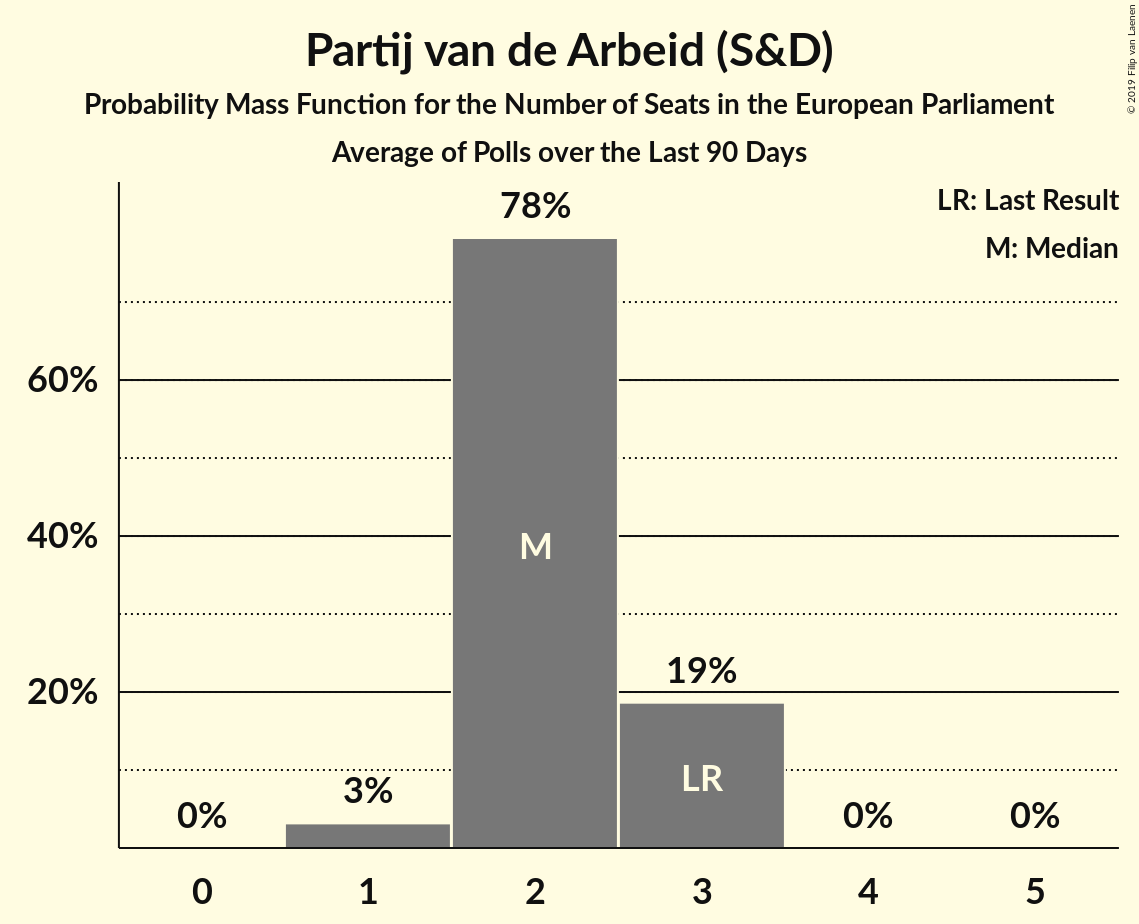 Partij van de Arbeid (S&D)
Probability Mass Function for the Number of Seats in the European Parliament
Average of Polls over the Last 90 Days
© 2019 Filip van Laenen
LR: Last Result
M: Median
78%
60%
M
40%
19%
20%
LR
3%
0%
0%
0%
0 1 2 3 4 5